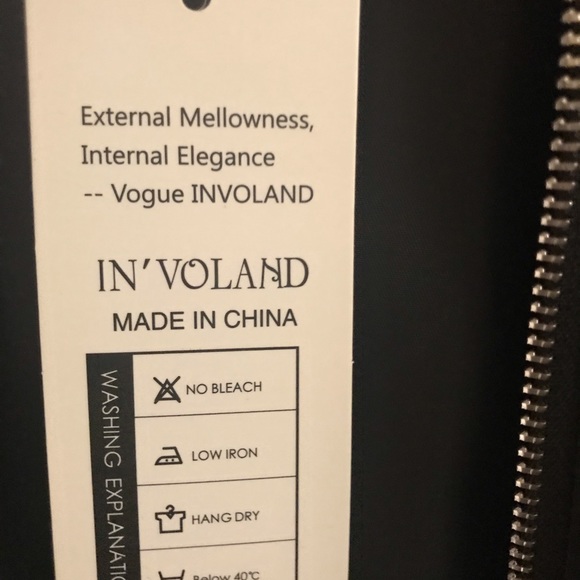 External Mellowness,
Internal Elegance
-- Vogue INVOLAND
IN'VOLAND
MADE IN CHINA
WASHING EXPLANATIO
NO BLEACH
LOW IRON
HANG DRY
Below 40℃